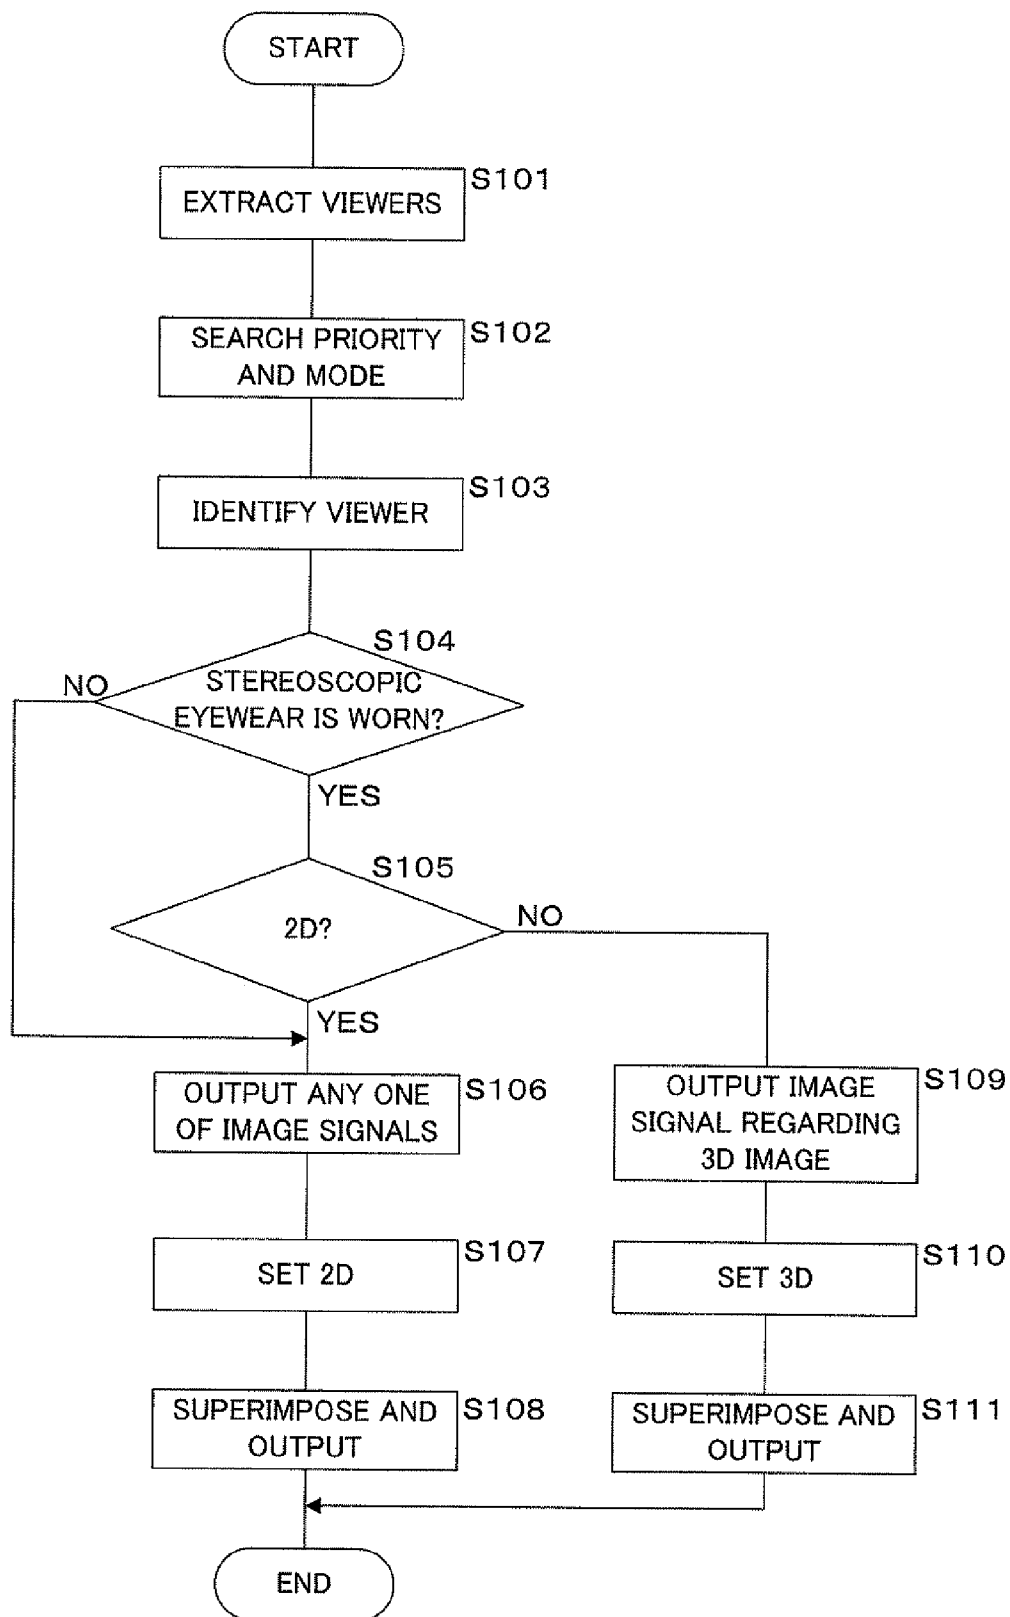 START
S101
EXTRACT VIEWERS
S102
SEARCH PRIORITY
AND MODE
S103
IDENTIFY VIEWER
S104
NO
STEREOSCOPIC
EYEWEAR IS WORN?
YES
S105
2D?
NO
YES
S106
OUTPUT ANY ONE
OF IMAGE SIGNALS
S109
OUTPUT IMAGE
SIGNAL REGARDING
3D IMAGE
S107
SET 2D
S110
SET 3D
S108
SUPERIMPOSE AND
OUTPUT
S111
SUPERIMPOSE AND
OUTPUT
END